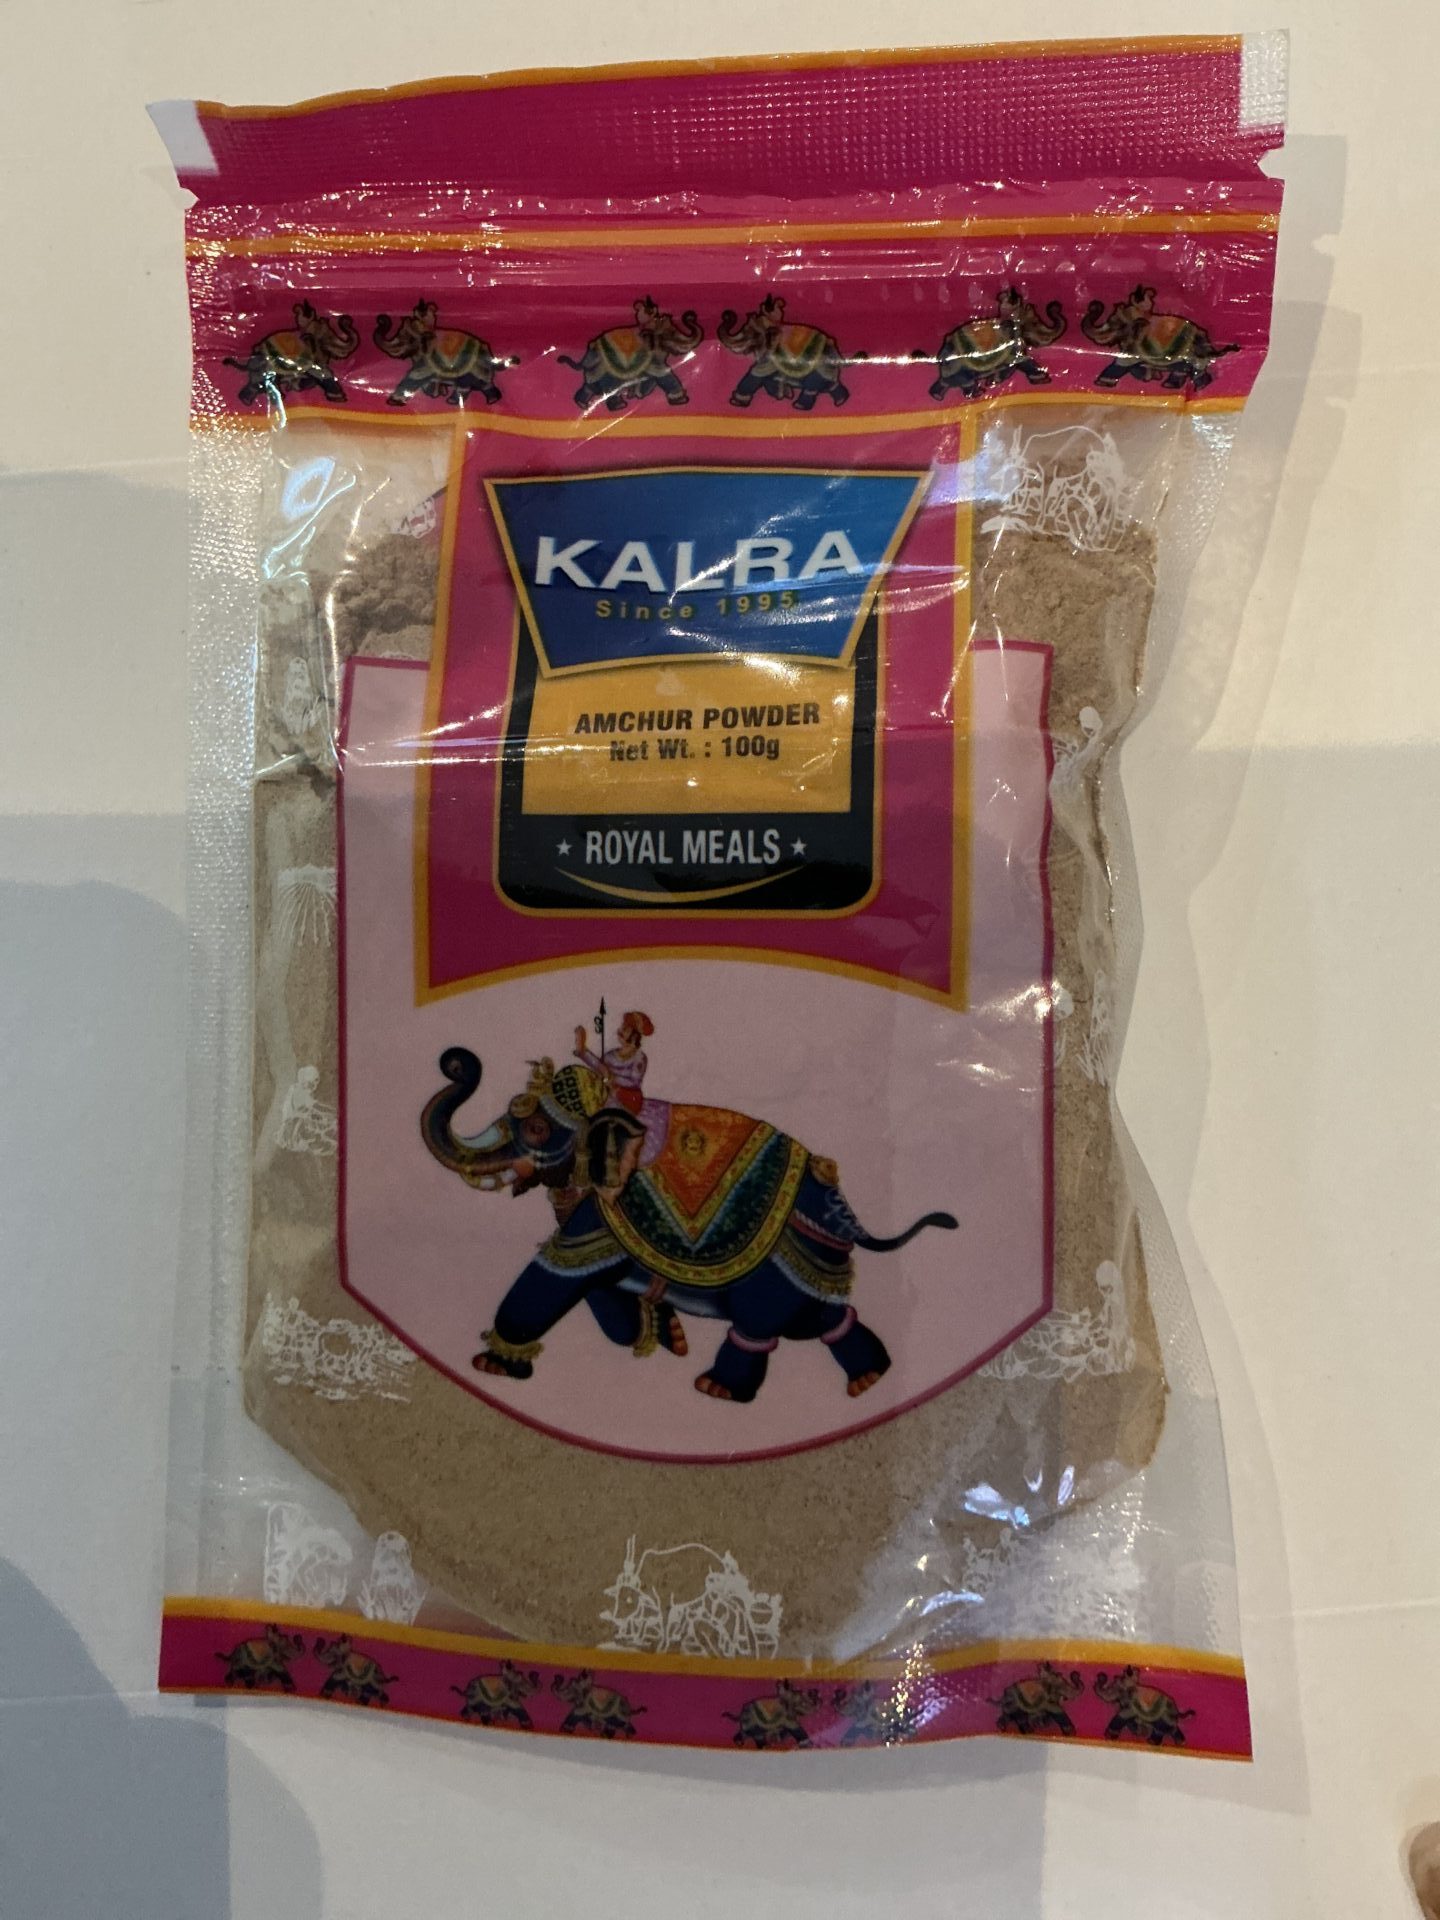 KALRA
Since 1995
AMCHUR POWDER
Net Wt. : 100g
ROYAL MEALS